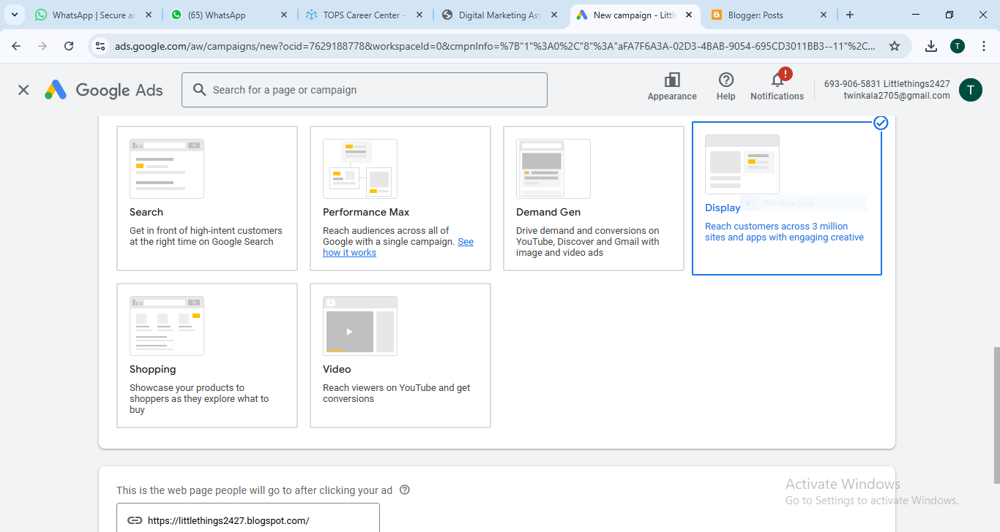 WhatsApp | Secure an
(65) WhatsApp
TOPS Career Center -
Digital Marketing Ass
New campaign - Little
Blogger: Posts
ads.google.com/aw/campaigns/new?ocid=7629188778&workspaceId=0&cmpnInfo=%7B"1"%3A0%2C"8"%3A"aFA7F6A3A-02D3-4BAB-9054-695CD3011BB3--11"%2C...
T
Google Ads
Search for a page or campaign
Appearance
Help
!
Notifications
693-906-5831 Littlethings2427
twinkala2705@gmail.com
T
Search
Get in front of high-intent customers
at the right time on Google Search
Performance Max
Reach audiences across all of
Google with a single campaign. See
how it works
Demand Gen
Drive demand and conversions on
YouTube, Discover and Gmail with
image and video ads
Display
Window Snip
Reach customers across 3 million
sites and apps with engaging creative
Shopping
Showcase your products to
shoppers as they explore what to
buy
Video
Reach viewers on YouTube and get
conversions
This is the web page people will go to after clicking your ad
https://littlethings2427.blogspot.com/
Activate Windows
Go to Settings to activate Windows.